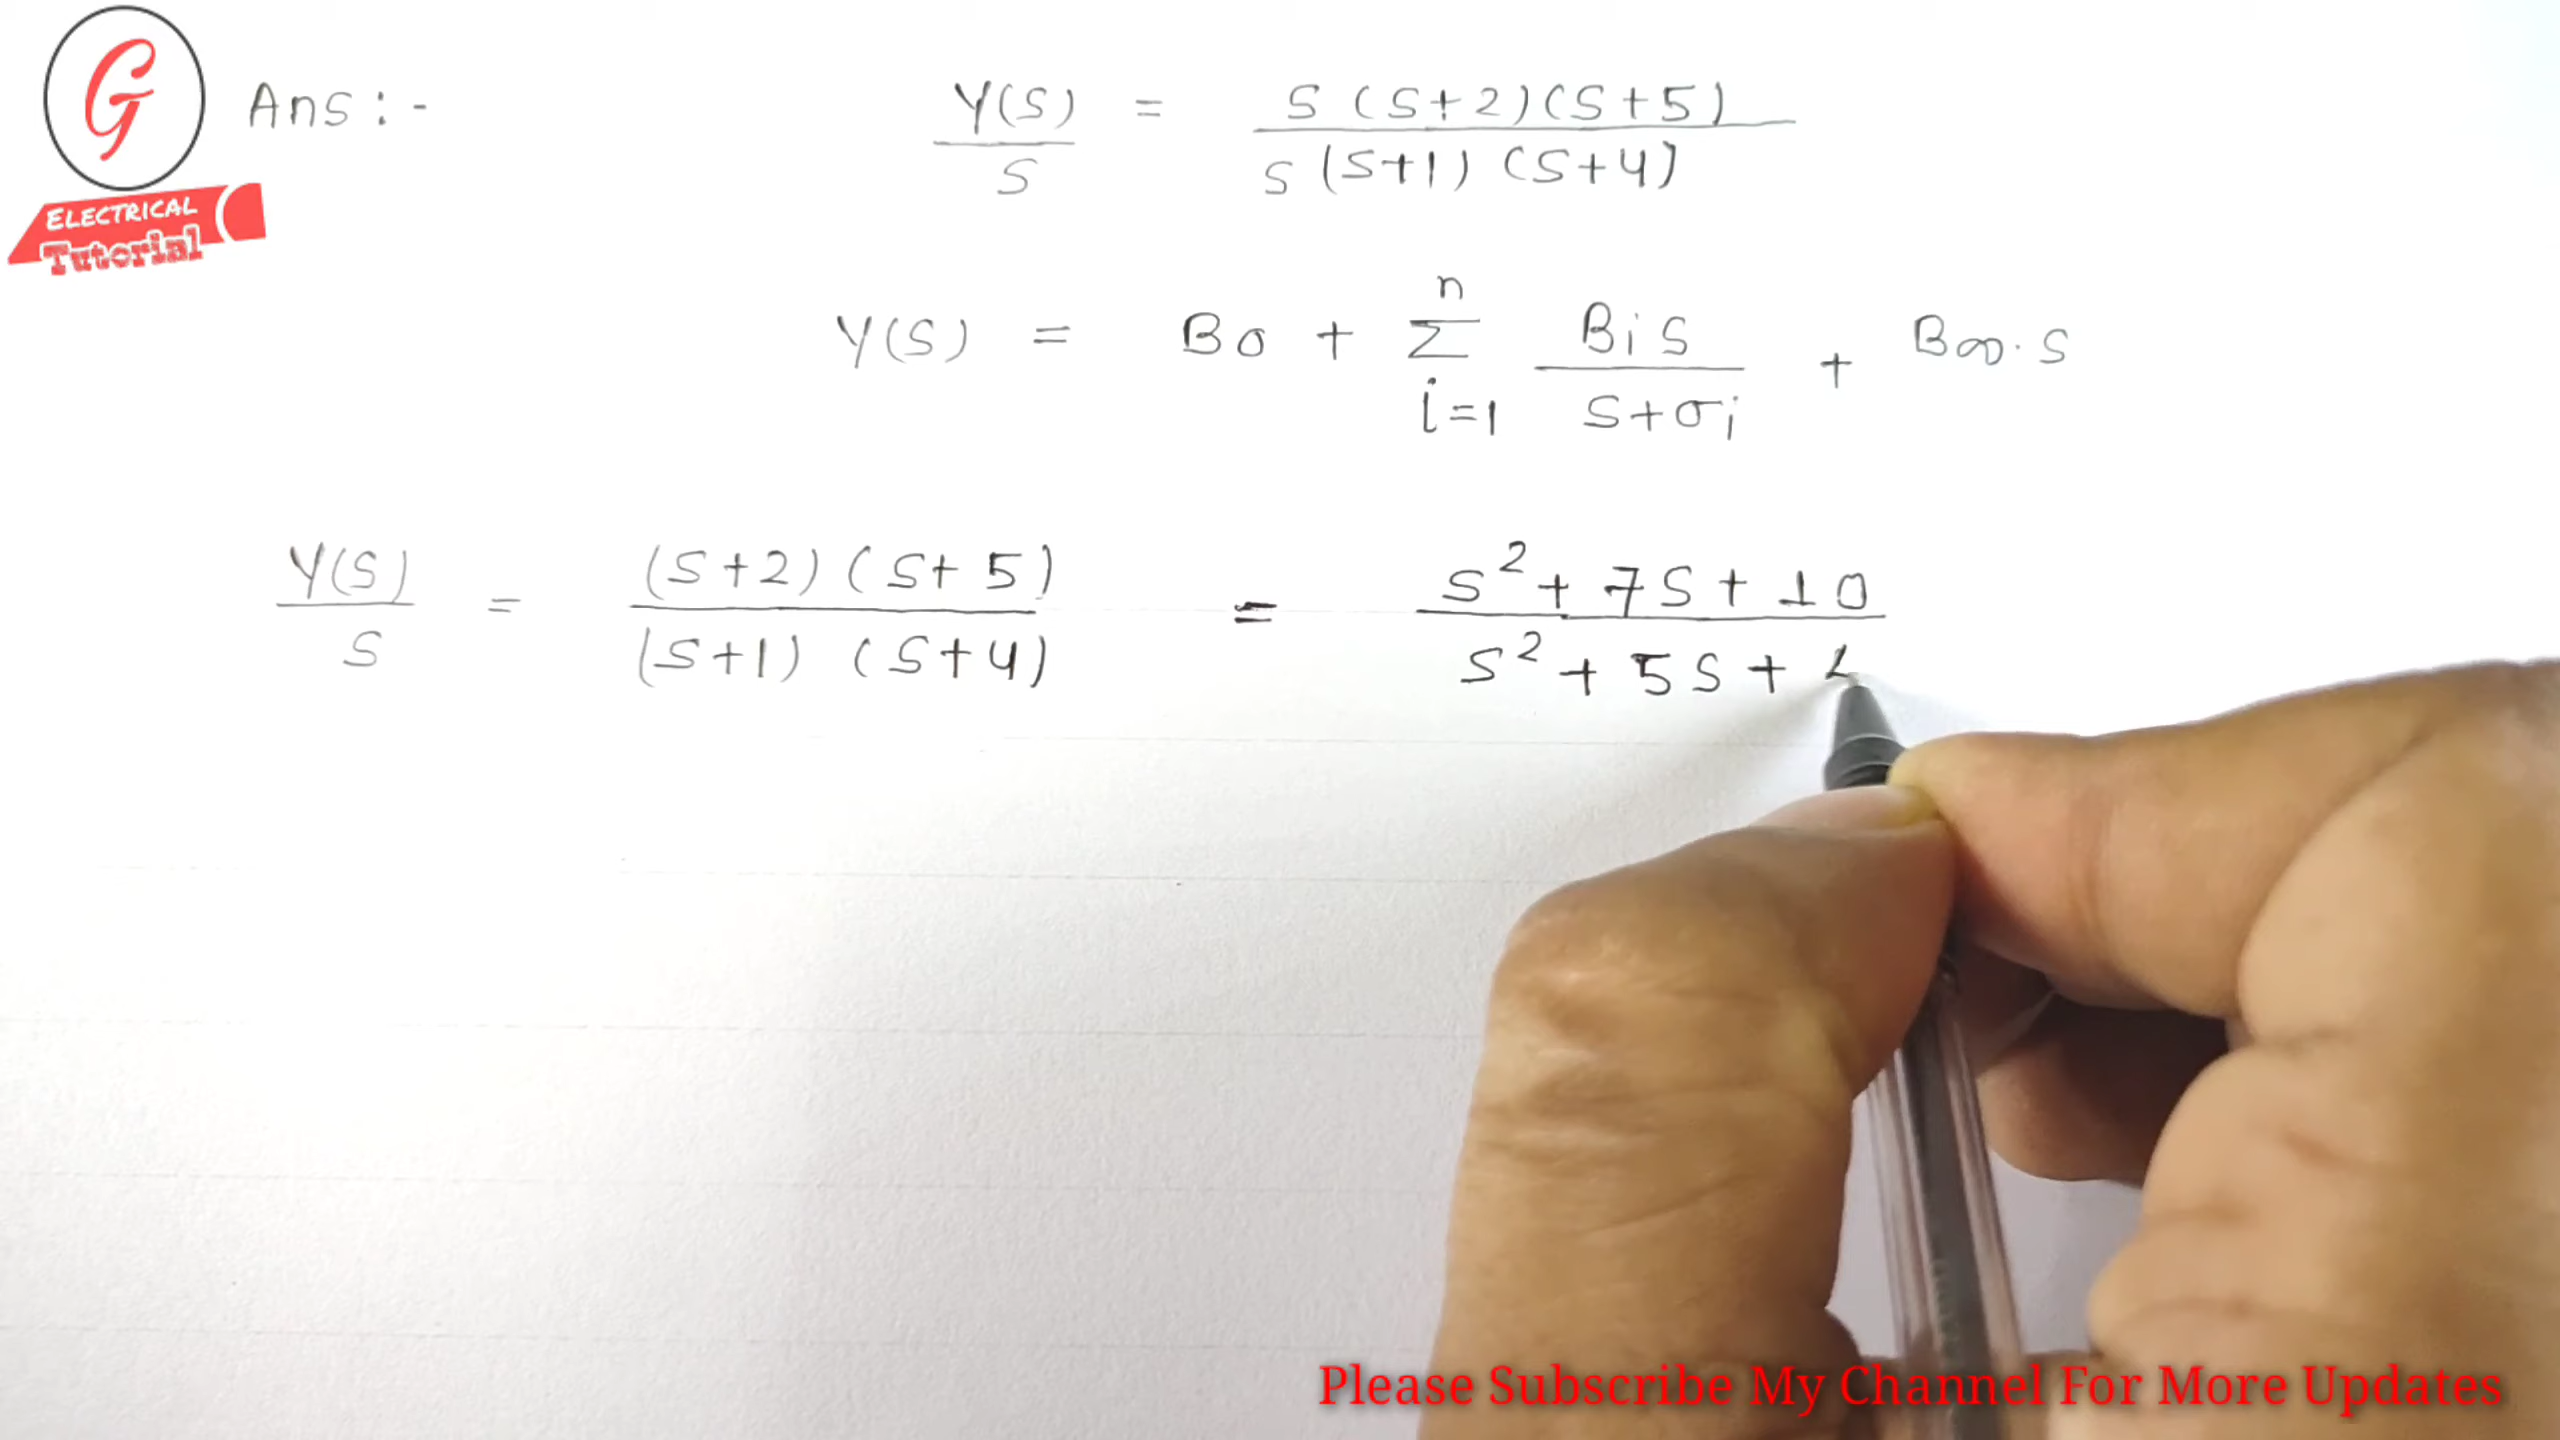 G
ELECTRICAL
Tutorial
Ans :-
Y(S)/S = S (S+2)(S+5) / S (S+1) (S+4)
Y(S) = B0 + n Σ i=1 BiS / S+σi + B∞.S
Y(S)/S = (S+2)(S+5) / (S+1) (S+4) = S² + 7S + 10 / S² + 5S +
Please Subscribe My Channel For More Updates